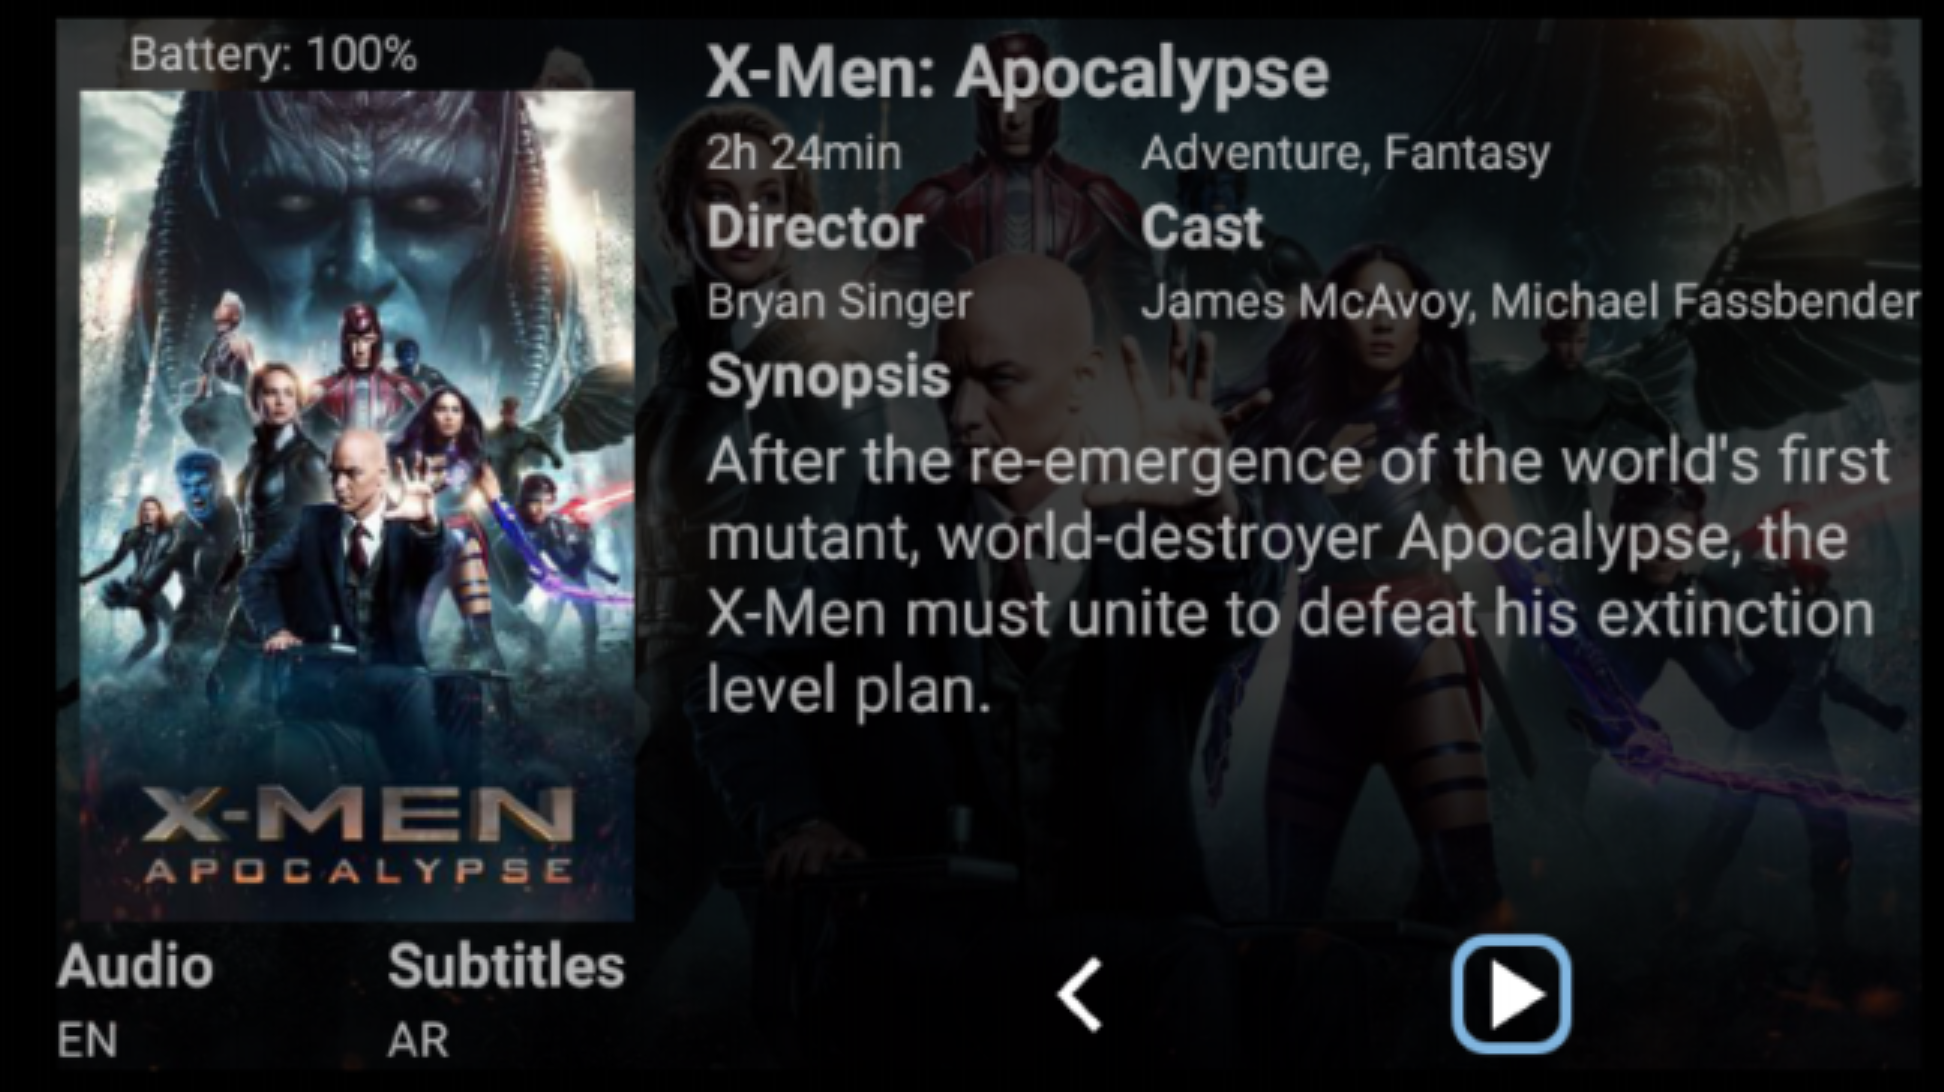 Battery: 100%
X-MEN
APOCALYPSE
Audio
Subtitles
EN
AR
X-Men: Apocalypse
2h 24min
Adventure, Fantasy
Director
Cast
Bryan Singer
James McAvoy, Michael Fassbender
Synopsis
After the re-emergence of the world's first
mutant, world-destroyer Apocalypse, the
X-Men must unite to defeat his extinction
level plan.